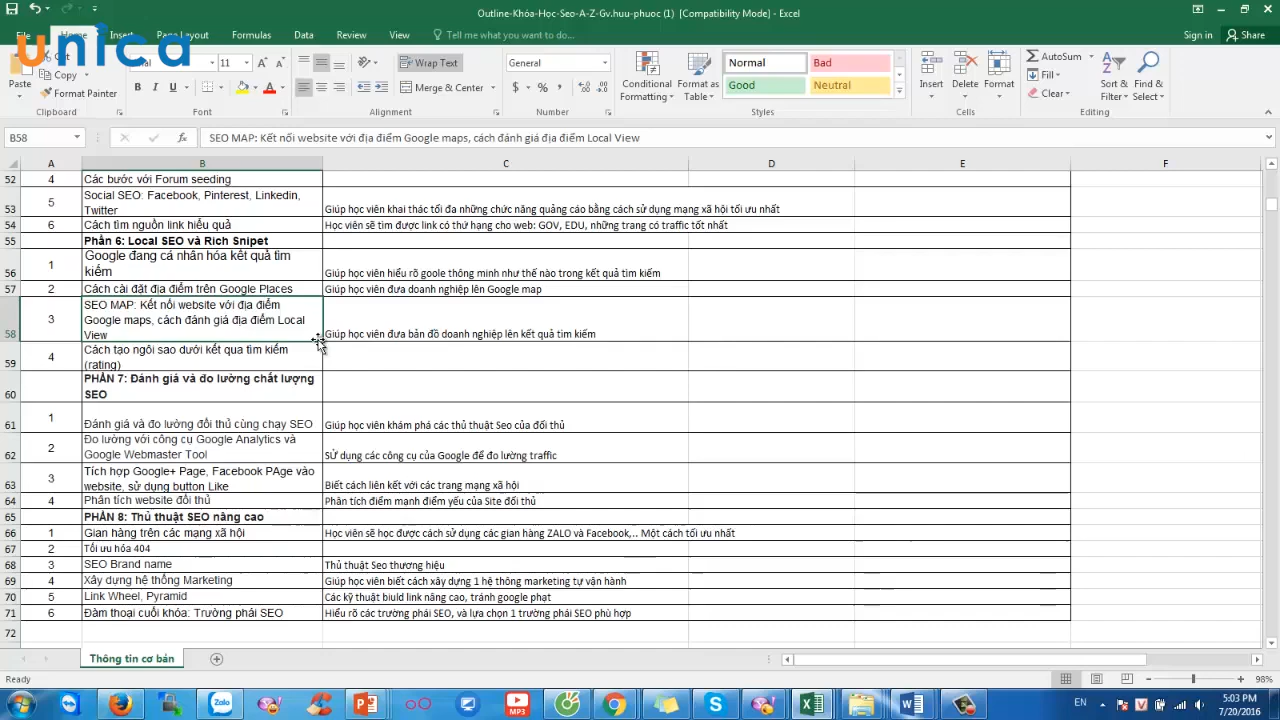 Outline-Khóa-Học-Seo-A-Z-Gv.huu-phuoc (1) [Compatibility Mode] - Excel
unica
File Home Insert Page Layout Formulas Data Review View Tell me what you want to do... Sign in Share
Cut
Copy
Format Painter
Paste
Clipboard
11
B I U
Font
Wrap Text
Merge & Center
Alignment
General
$ % ,
Number
Conditional Formatting
Format as Table
Normal Bad
Good Neutral
Styles
Insert Delete Format
Cells
AutoSum
Fill
Clear
Sort & Filter
Find & Select
Editing
B58 fx SEO MAP: Kết nối website với địa điểm Google maps, cách đánh giá địa điểm Local View
A B C D E F
52 4 Các bước với Forum seeding
53 5 Social SEO: Facebook, Pinterest, Linkedin,
Twitter Giúp học viên khai thác tối đa những chức năng quảng cáo bằng cách sử dụng mạng xã hội tối ưu nhất
54 6 Cách tìm nguồn link hiểu quả Học viên sẽ tìm được link có thứ hạng cho web: GOV, EDU, những trang có traffic tốt nhất
55 Phần 6: Local SEO và Rich Snipet
56 1 Google đang cá nhân hóa kết quả tìm
kiếm Giúp học viên hiểu rõ goole thông minh như thế nào trong kết quả tìm kiếm
57 2 Cách cài đặt địa điểm trên Google Places Giúp học viên đưa doanh nghiệp lên Google map
58 3 SEO MAP: Kết nối website với địa điểm
Google maps, cách đánh giá địa điểm Local
View Giúp học viên đưa bản đồ doanh nghiệp lên kết quả tìm kiếm
59 4 Cách tạo ngôi sao dưới kết qua tìm kiếm
(rating)
60 PHẦN 7: Đánh giá và đo lường chất lượng
SEO
61 1 Đánh giá và đo lường đối thủ cùng chạy SEO Giúp học viên khám phá các thủ thuật Seo của đối thủ
62 2 Đo lường với công cụ Google Analytics và
Google Webmaster Tool SỬ dụng các công cụ của Google để đo lường traffic
63 3 Tích hợp Google+ Page, Facebook PAge vào
website, sử dụng button Like Biết cách liên kết với các trang mạng xã hội
64 4 Phân tích website đối thủ Phân tích điểm mạnh điểm yếu của Site đối thủ
65 PHẦN 8: Thủ thuật SEO nâng cao
66 1 Gian hàng trên các mạng xã hội Học viên sẽ học được cách sử dụng các gian hàng ZALO và Facebook,.. Một cách tối ưu nhất
67 2 Tối ưu hóa 404
68 3 SEO Brand name Thủ thuật Seo thương hiệu
69 4 Xây dựng hệ thống Marketing Giúp học viên biết cách xây dựng 1 hệ thông marketing tự vận hành
70 5 Link Wheel, Pyramid Các kỹ thuật biuld link nâng cao, tránh google phạt
71 6 Đàm thoại cuối khóa: Trường phái SEO Hiểu rõ các trường phái SEO, và lựa chọn 1 trường phái SEO phù hợp
72
Thông tin cơ bản
Ready 98%
Zalo MP3 EN 5:03 PM
7/20/2016